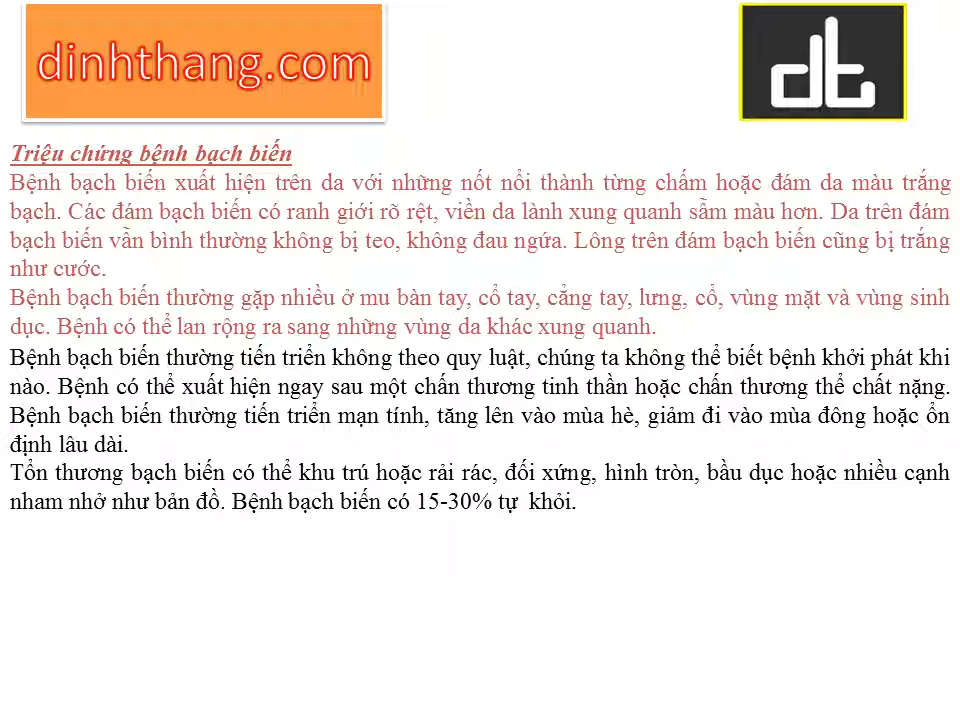 dinhthang.com
dt
Triệu chứng bệnh bạch biến
Bệnh bạch biến xuất hiện trên da với những nốt nổi thành từng chấm hoặc đám da màu trắng
bạch. Các đám bạch biến có ranh giới rõ rệt, viền da lành xung quanh sẫm màu hơn. Da trên đám
bạch biến vẫn bình thường không bị teo, không đau ngứa. Lông trên đám bạch biến cũng bị trắng
như cước.
Bệnh bạch biến thường gặp nhiều ở mu bàn tay, cổ tay, cẳng tay, lưng, cổ, vùng mặt và vùng sinh
dục. Bệnh có thể lan rộng ra sang những vùng da khác xung quanh.
Bệnh bạch biến thường tiến triển không theo quy luật, chúng ta không thể biết bệnh khởi phát khi
nào. Bệnh có thể xuất hiện ngay sau một chấn thương tinh thần hoặc chấn thương thể chất nặng.
Bệnh bạch biến thường tiến triển mạn tính, tăng lên vào mùa hè, giảm đi vào mùa đông hoặc ổn
định lâu dài.
Tổn thương bạch biến có thể khu trú hoặc rải rác, đối xứng, hình tròn, bầu dục hoặc nhiều cạnh
nham nhở như bản đồ. Bệnh bạch biến có 15-30% tự khỏi.